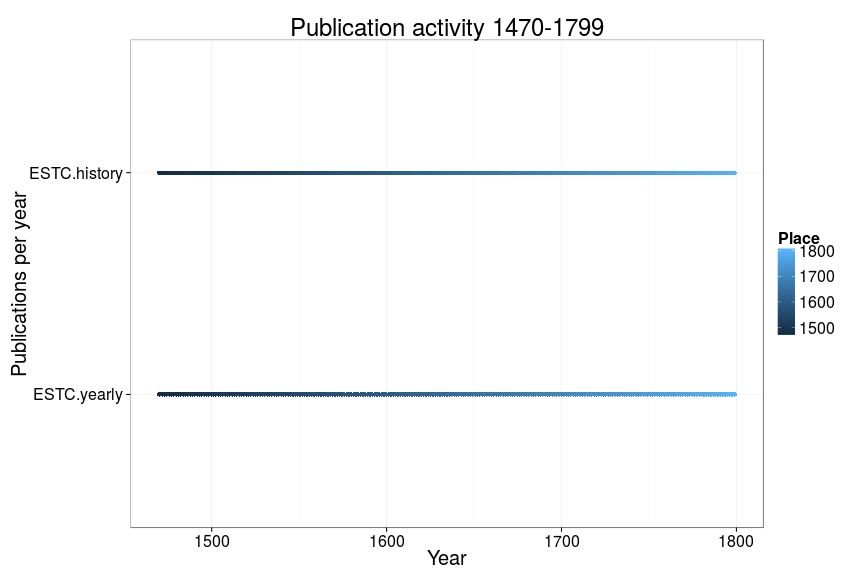 Publication activity 1470-1799
Publications per year
ESTC.history
ESTC.yearly
1500 1600 1700 1800
Year
Place
1800
1700
1600
1500